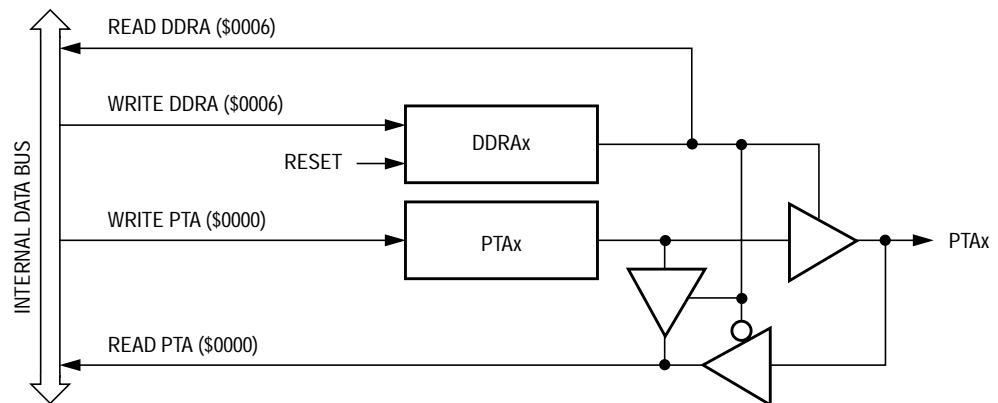 READ DDRA ($0006)
WRITE DDRA ($0006)
DDRAx
RESET
WRITE PTA ($0000)
PTAx
PTAx
READ PTA ($0000)
INTERNAL DATA BUS